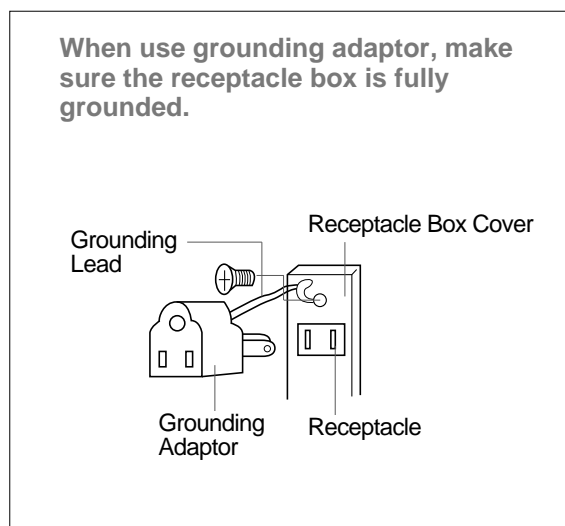 When use grounding adaptor, make
sure the receptacle box is fully
grounded.
Receptacle Box Cover
Grounding
Lead
Grounding
Adaptor
Receptacle